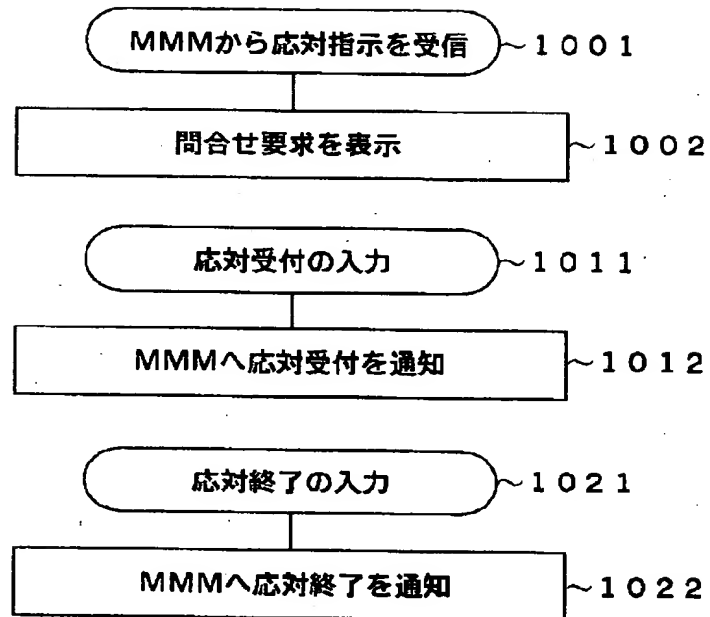 MMMから応対指示を受信 ~1001
問合せ要求を表示 ~1002
応対受付の入力 ~1011
MMMへ応対受付を通知 ~1012
応対終了の入力 ~1021
MMMへ応対終了を通知 ~1022